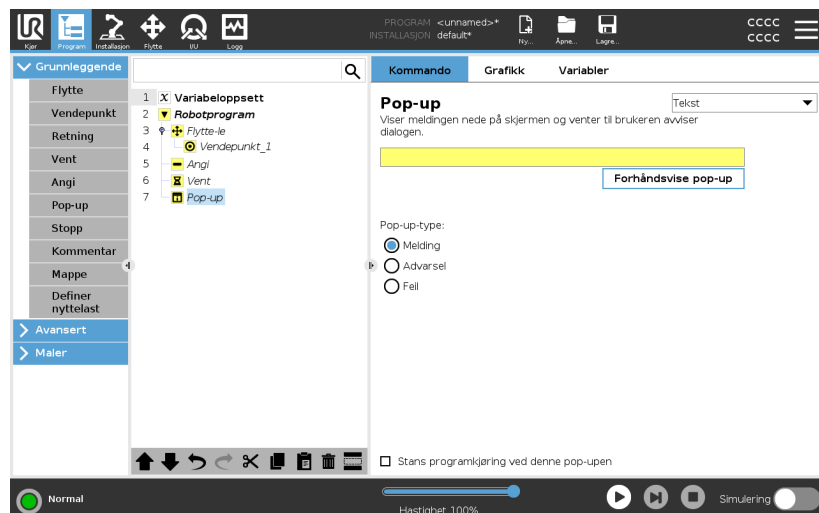 PROGRAM <unnamed>*
INSTALLASJON default*
Kjør
Program
Installasjon
Flytte
I/U
Logg
Ny...
Åpne...
Lagre...
CCCC
CCCC
Grunnleggende
Flytte
Vendepunkt
Retning
Vent
Angi
Pop-up
Stopp
Kommentar
Mappe
Definer
nyttelast
Avansert
Maler
1 X Variabeloppsett
2 Robotprogram
3 Flytte-le
4 Vendepunkt_1
5 Angi
6 Vent
7 Pop-up
Kommando Grafikk Variabler
Pop-up
Tekst
Viser meldingen nede på skjermen og venter til brukeren avviser
dialogen.
Forhåndsvise pop-up
Pop-up-type:
Melding
Advarsel
Feil
Stans programkjøring ved denne pop-upen
Normal
Hastighet 100%
Simulering